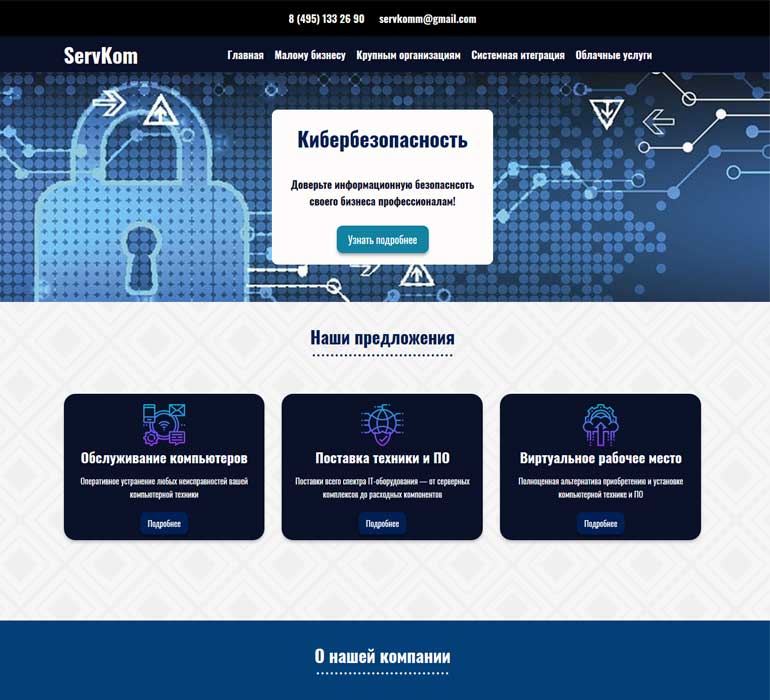 8 (495) 133 26 90 servkomm@gmail.com
ServKom
Главная Малому бизнесу Крупным организациям Системная итеграция Облачные услуги
Кибербезопасность
Доверьте информационную безопаснсоть
своего бизнеса профессионалам!
Узнать подробнее
Наши предложения
Обслуживание компьютеров
Оперативное устранение любых неисправностей вашей
компьютерной техники
Подробнее
Поставка техники и ПО
Поставки всего спектра IT-оборудования — от серверных
комплексов до расходных компонентов
Подробнее
Виртуальное рабочее место
Полноценная альтернатива приобретению и установке
компьютерной технике и ПО
Подробнее
О нашей компании